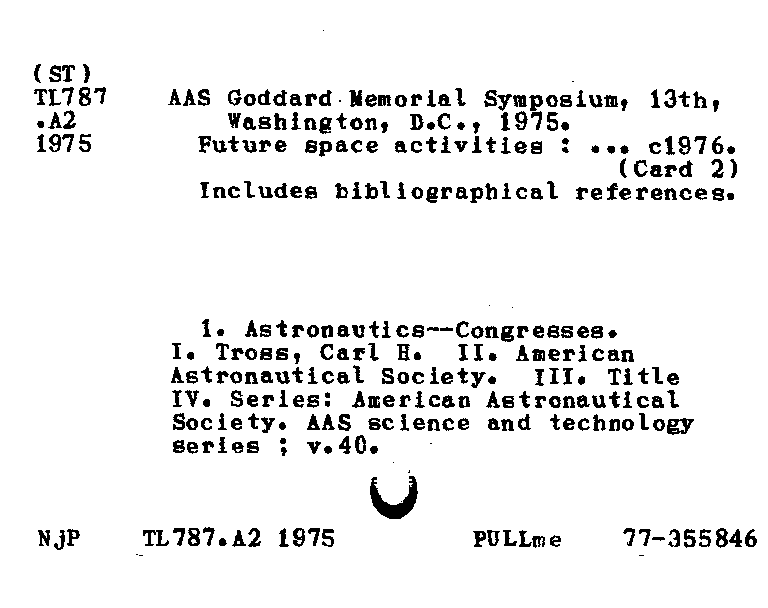 (ST)
TL787 AAS Goddard Memorial Symposium, 13th,
.A2 Washington, D.C., 1975.
1975 Future space activities : ... c1976.
(Card 2)
Includes bibliographical references.
1. Astronautics--Congresses.
I. Tross, Carl H. II. American
Astronautical Society. III. Title
IV. Series: American Astronautical
Society. AAS science and technology
series ; v.40.
NjP TL787.A2 1975 PULLme 77-355846